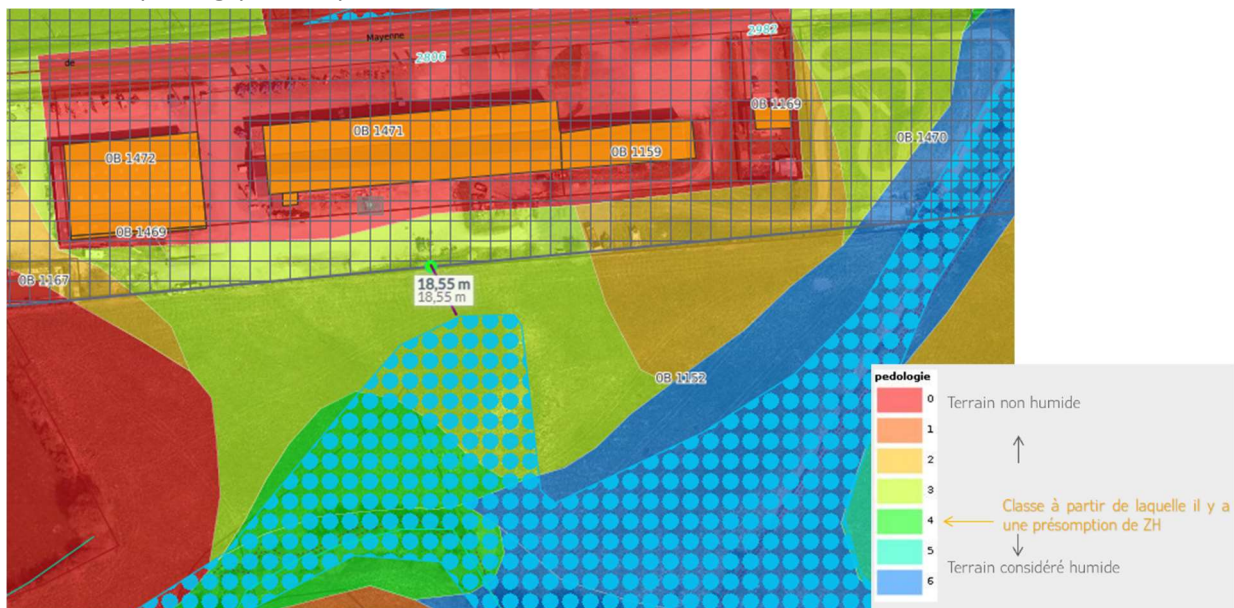 Mayenne
de
2806
2982
0B 1169
0B 1471
0B 1470
0B 1472
0B 1159
0B 1469
0B 1167
18,55 m
18,55 m
0B 1152
pedologie
0 Terrain non humide
1
2
3
4 Classe à partir de laquelle il y a
une présomption de ZH
5 Terrain considéré humide
6